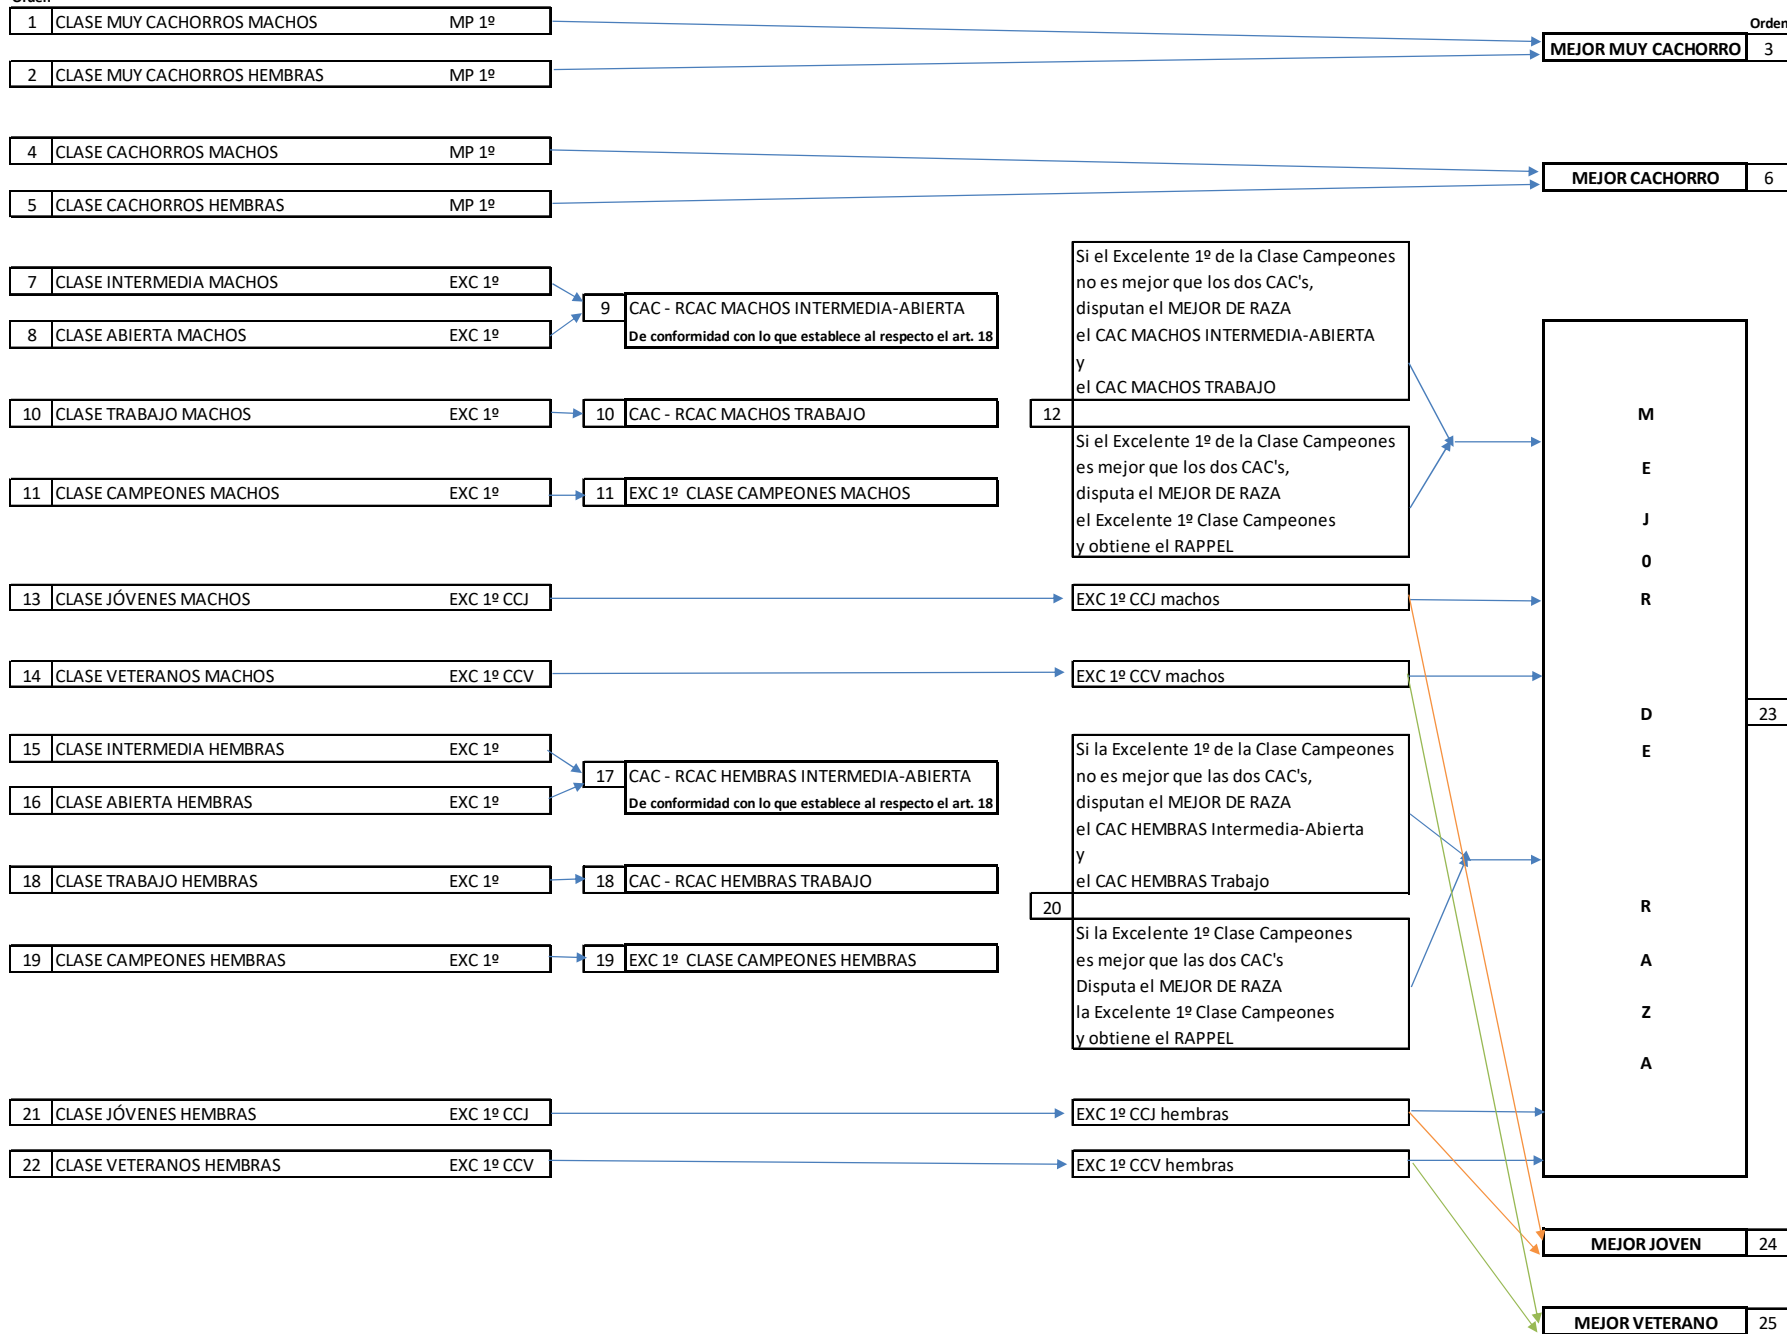 Orden
1 CLASE MUY CACHORROS MACHOS MP 1º
Orden
MEJOR MUY CACHORRO 3
2 CLASE MUY CACHORROS HEMBRAS MP 1º
4 CLASE CACHORROS MACHOS MP 1º
MEJOR CACHORRO 6
5 CLASE CACHORROS HEMBRAS MP 1º
7 CLASE INTERMEDIA MACHOS EXC 1º
8 CLASE ABIERTA MACHOS EXC 1º
9 CAC - RCAC MACHOS INTERMEDIA-ABIERTA
De conformidad con lo que establece al respecto el art. 18
10 CLASE TRABAJO MACHOS EXC 1º
10 CAC - RCAC MACHOS TRABAJO
11 CLASE CAMPEONES MACHOS EXC 1º
11 EXC 1º CLASE CAMPEONES MACHOS
Si el Excelente 1º de la Clase Campeones
no es mejor que los dos CAC's,
disputan el MEJOR DE RAZA
el CAC MACHOS INTERMEDIA-ABIERTA
y
el CAC MACHOS TRABAJO
12
Si el Excelente 1º de la Clase Campeones
es mejor que los dos CAC's,
disputa el MEJOR DE RAZA
el Excelente 1º Clase Campeones
y obtiene el RAPPEL
13 CLASE JÓVENES MACHOS EXC 1º CCJ
EXC 1º CCJ machos
14 CLASE VETERANOS MACHOS EXC 1º CCV
EXC 1º CCV machos
15 CLASE INTERMEDIA HEMBRAS EXC 1º
16 CLASE ABIERTA HEMBRAS EXC 1º
17 CAC - RCAC HEMBRAS INTERMEDIA-ABIERTA
De conformidad con lo que establece al respecto el art. 18
18 CLASE TRABAJO HEMBRAS EXC 1º
18 CAC - RCAC HEMBRAS TRABAJO
19 CLASE CAMPEONES HEMBRAS EXC 1º
19 EXC 1º CLASE CAMPEONES HEMBRAS
Si la Excelente 1º de la Clase Campeones
no es mejor que las dos CAC's,
disputan el MEJOR DE RAZA
el CAC HEMBRAS Intermedia-Abierta
y
el CAC HEMBRAS Trabajo
20
Si la Excelente 1º Clase Campeones
es mejor que las dos CAC's
Disputa el MEJOR DE RAZA
la Excelente 1º Clase Campeones
y obtiene el RAPPEL
21 CLASE JÓVENES HEMBRAS EXC 1º CCJ
EXC 1º CCJ hembras
22 CLASE VETERANOS HEMBRAS EXC 1º CCV
EXC 1º CCV hembras
M
E
J
0
R
D
E
R
A
Z
A
23
MEJOR JOVEN 24
MEJOR VETERANO 25